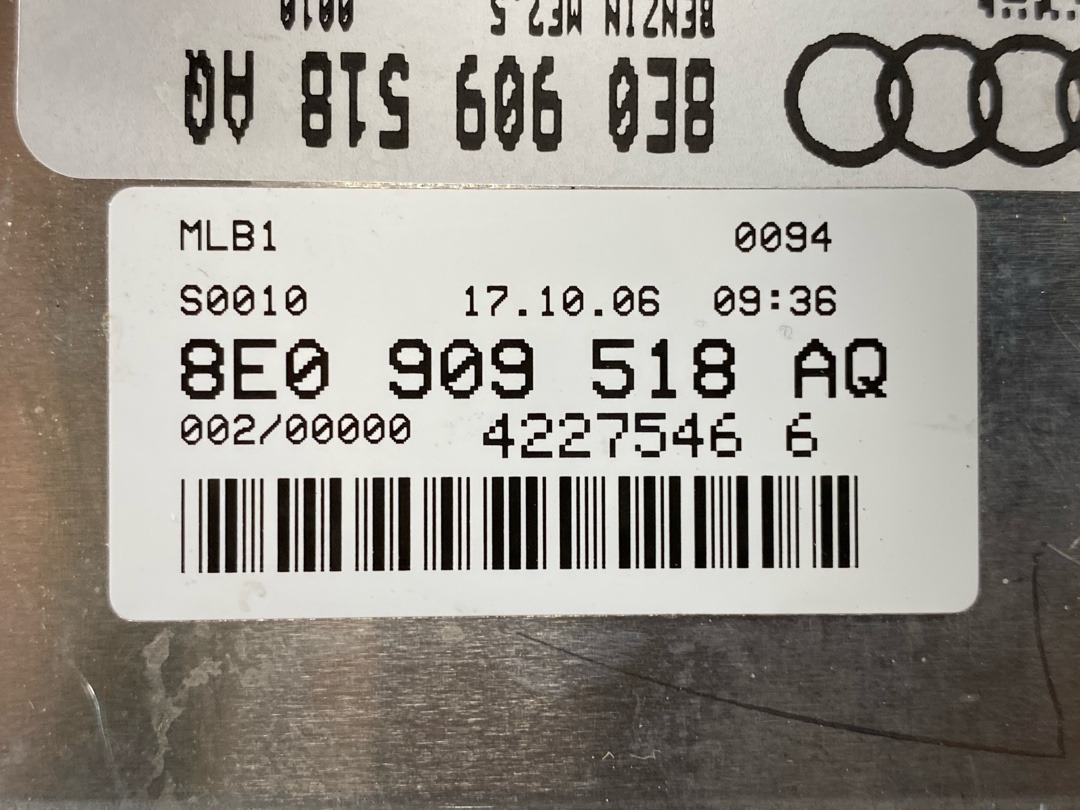 0010 BENZIN ME7.5
8E0 909 518 AQ
MLB1 0094
S0010 17.10.06 09:36
8E0 909 518 AQ
002/00000 4227546 6